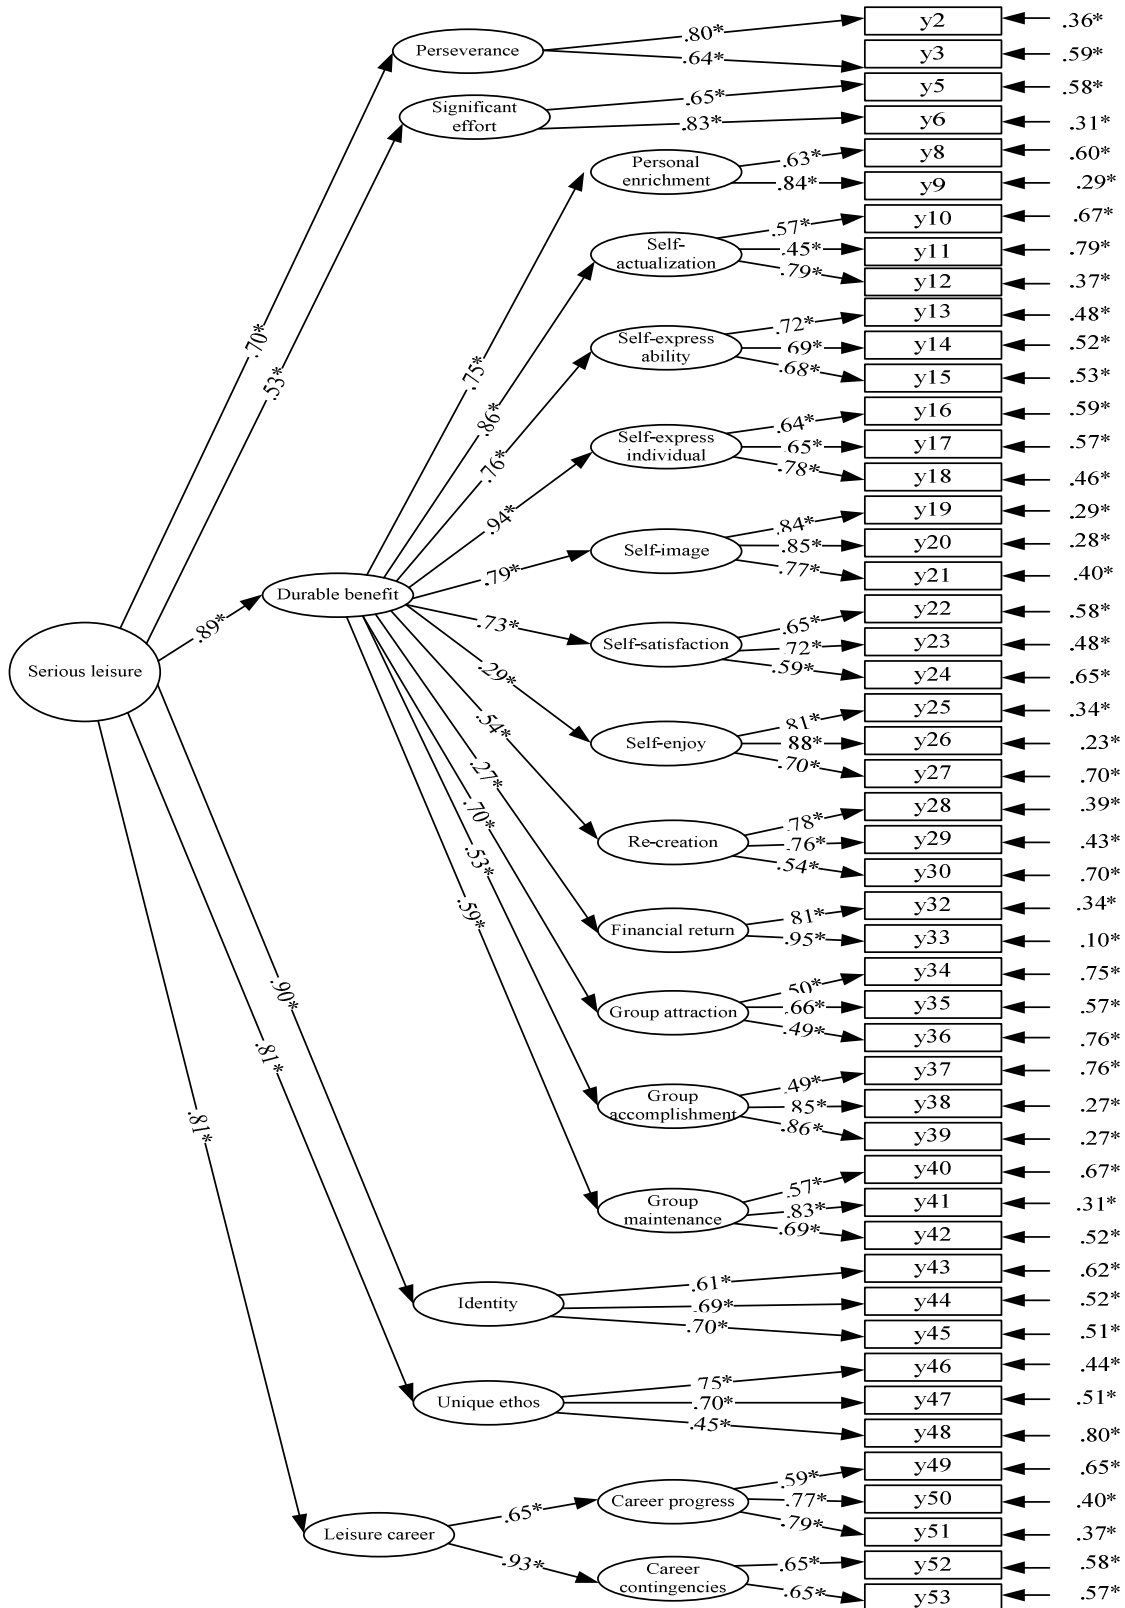 y2
.36*
Perseverance
.80*
.64*
y3
.59*
Significant
effort
.65*
.83*
y5
.58*
y6
.31*
Personal
enrichment
.63*
.84*
y8
.60*
y9
.29*
Self-
actualization
.57*
.45*
.79*
y10
.67*
y11
.79*
y12
.37*
Self-express
ability
.72*
69*
.68*
y13
.48*
y14
.52*
y15
.53*
Self-express
individual
.64*
.65*
.78*
y16
.59*
y17
.57*
y18
.46*
Self-image
.84*
.85*
.77*
y19
.29*
y20
.28*
y21
.40*
Self-satisfaction
.65*
72*
.59*
y22
.58*
y23
.48*
y24
.65*
Self-enjoy
81*
88*
.70*
y25
.34*
y26
.23*
y27
.70*
Re-creation
.78*
.76*
.54*
y28
.39*
y29
.43*
y30
.70*
Financial return
81*
.95*
y32
.34*
y33
.10*
Group attraction
50*
.66*
.49*
y34
.75*
y35
.57*
y36
.76*
Group
accomplishment
.49*
85*
.86*
y37
.76*
y38
.27*
y39
.27*
Group
maintenance
.57*
.83*
.69*
y40
.67*
y41
.31*
y42
.52*
Identity
.61*
.69*
.70*
y43
.62*
y44
.52*
y45
.51*
Unique ethos
75*
.70*
.45*
y46
.44*
y47
.51*
y48
.80*
Career progress
.59*
.77*
.79*
y49
.65*
y50
.40*
y51
.37*
Career
contingencies
.65*
.65*
y52
.58*
y53
.57*
Durable benefit
.75*
.86*
.76*
.94*
.79*
.73*
.29*
.54*
.27*
.70*
.53*
.59*
Serious leisure
.70*
.53*
.89*
.90*
.81*
.81*
Leisure career
.65*
.93*